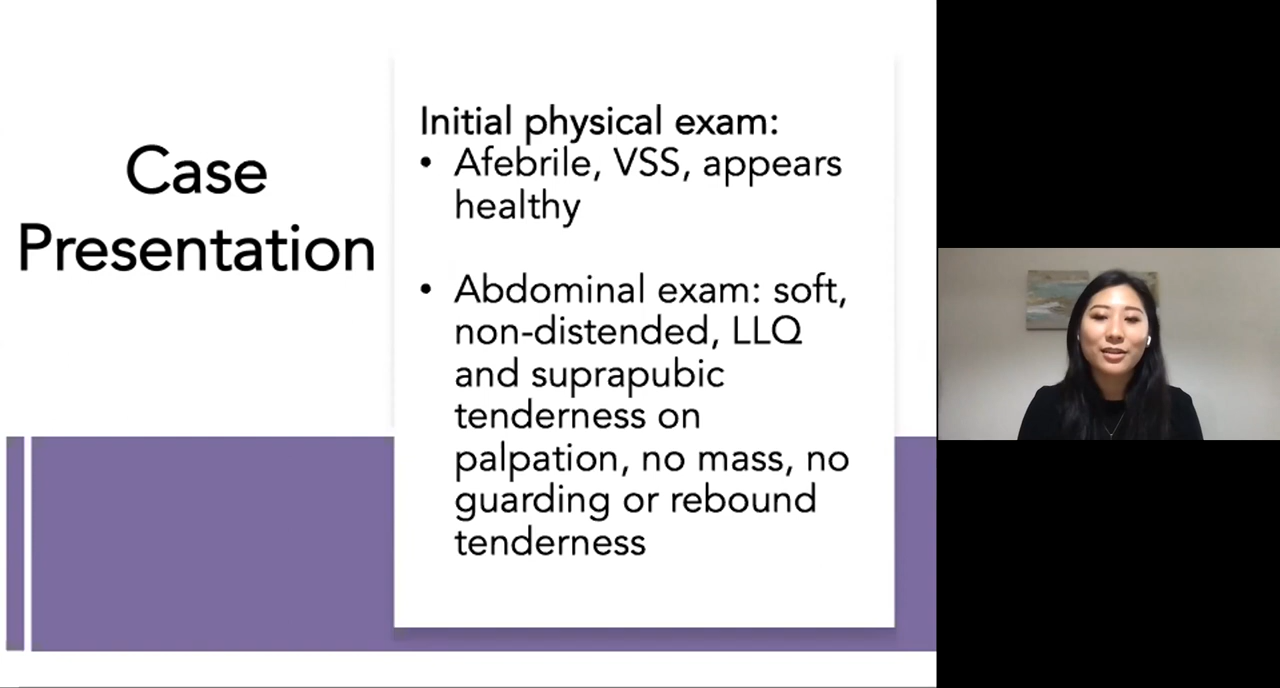 Case
Presentation
Initial physical exam:
• Afebrile, VSS, appears
healthy
• Abdominal exam: soft,
non-distended, LLQ
and suprapubic
tenderness on
palpation, no mass, no
guarding or rebound
tenderness